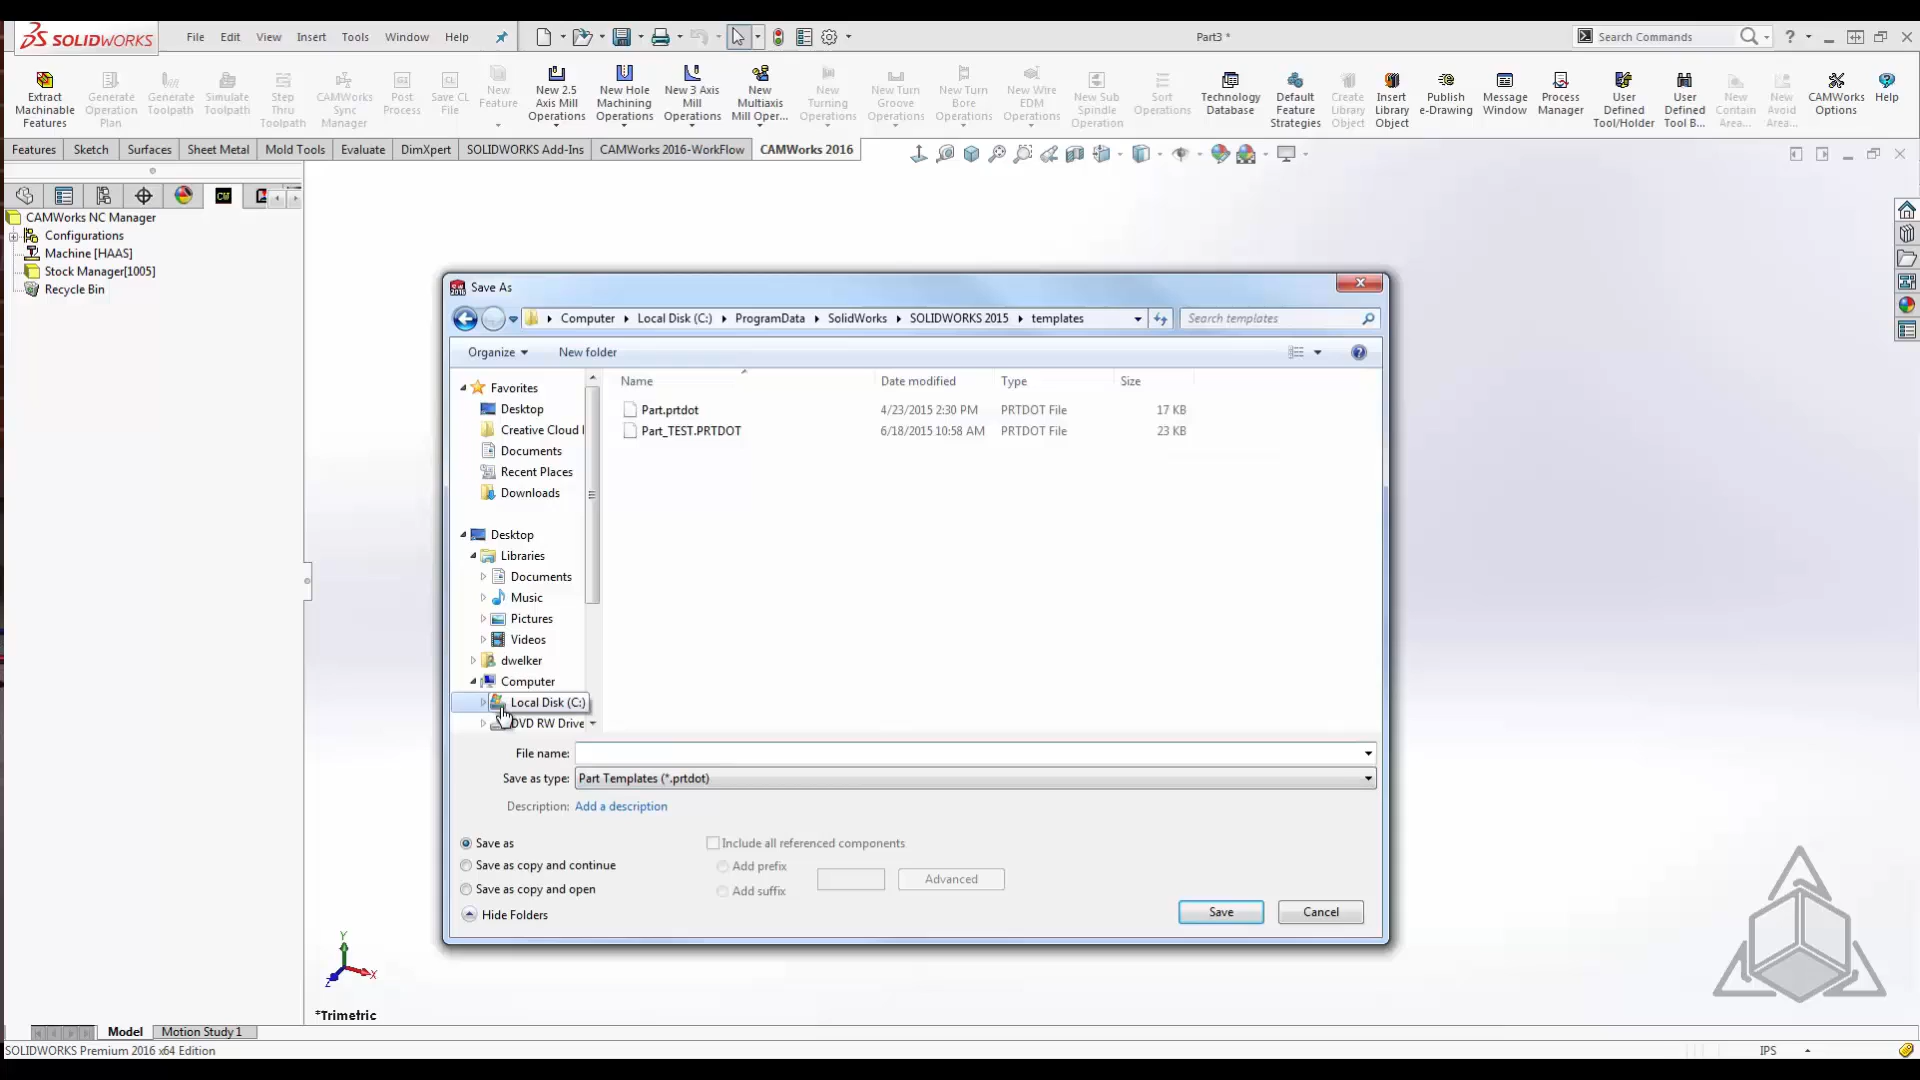 SOLIDWORKS File Edit View Insert Tools Window Help Part3 * Search Commands ?
Extract Machinable Features
Generate Operation Plan
Generate Toolpath
Simulate Toolpath
Step Thru Toolpath
CAMWorks Sync Manager
Post Process
Save CL File
New Feature
New 2.5 Axis Mill Operations
New Hole Machining Operations
New 3 Axis Mill Operations
New Multiaxis Mill Oper...
New Turning Operations
New Turn Groove Operations
New Turn Bore Operations
New Wire EDM Operations
New Sub Spindle Operation
Sort Operations
Technology Database
Default Feature Strategies
Create Library Object
Insert Library Object
Publish e-Drawing
Message Window
Process Manager
User Defined Tool/Holder
User Defined Tool B...
New Contain Area...
New Avoid Area...
CAMWorks Options
Help
Features Sketch Surfaces Sheet Metal Mold Tools Evaluate DimXpert SOLIDWORKS Add-Ins CAMWorks 2016-WorkFlow CAMWorks 2016
CAMWorks NC Manager
Configurations
Machine [HAAS]
Stock Manager[1005]
Recycle Bin
Save As
Computer Local Disk (C:) ProgramData SolidWorks SOLIDWORKS 2015 templates Search templates
Organize New folder
Name Date modified Type Size
Part.prtdot 4/23/2015 2:30 PM PRTDOT File 17 KB
Part_TEST.PRTDOT 6/18/2015 10:58 AM PRTDOT File 23 KB
Favorites
Desktop
Creative Cloud
Documents
Recent Places
Downloads
Desktop
Libraries
Documents
Music
Pictures
Videos
dwelker
Computer
Local Disk (C:)
DVD RW Drive
File name:
Save as type: Part Templates (*.prtdot)
Description: Add a description
Save as
Save as copy and continue
Save as copy and open
Include all referenced components
Add prefix
Add suffix
Advanced
Hide Folders
Save Cancel
Y
X
Z
*Trimetric
Model Motion Study 1
SOLIDWORKS Premium 2016 x64 Edition IPS